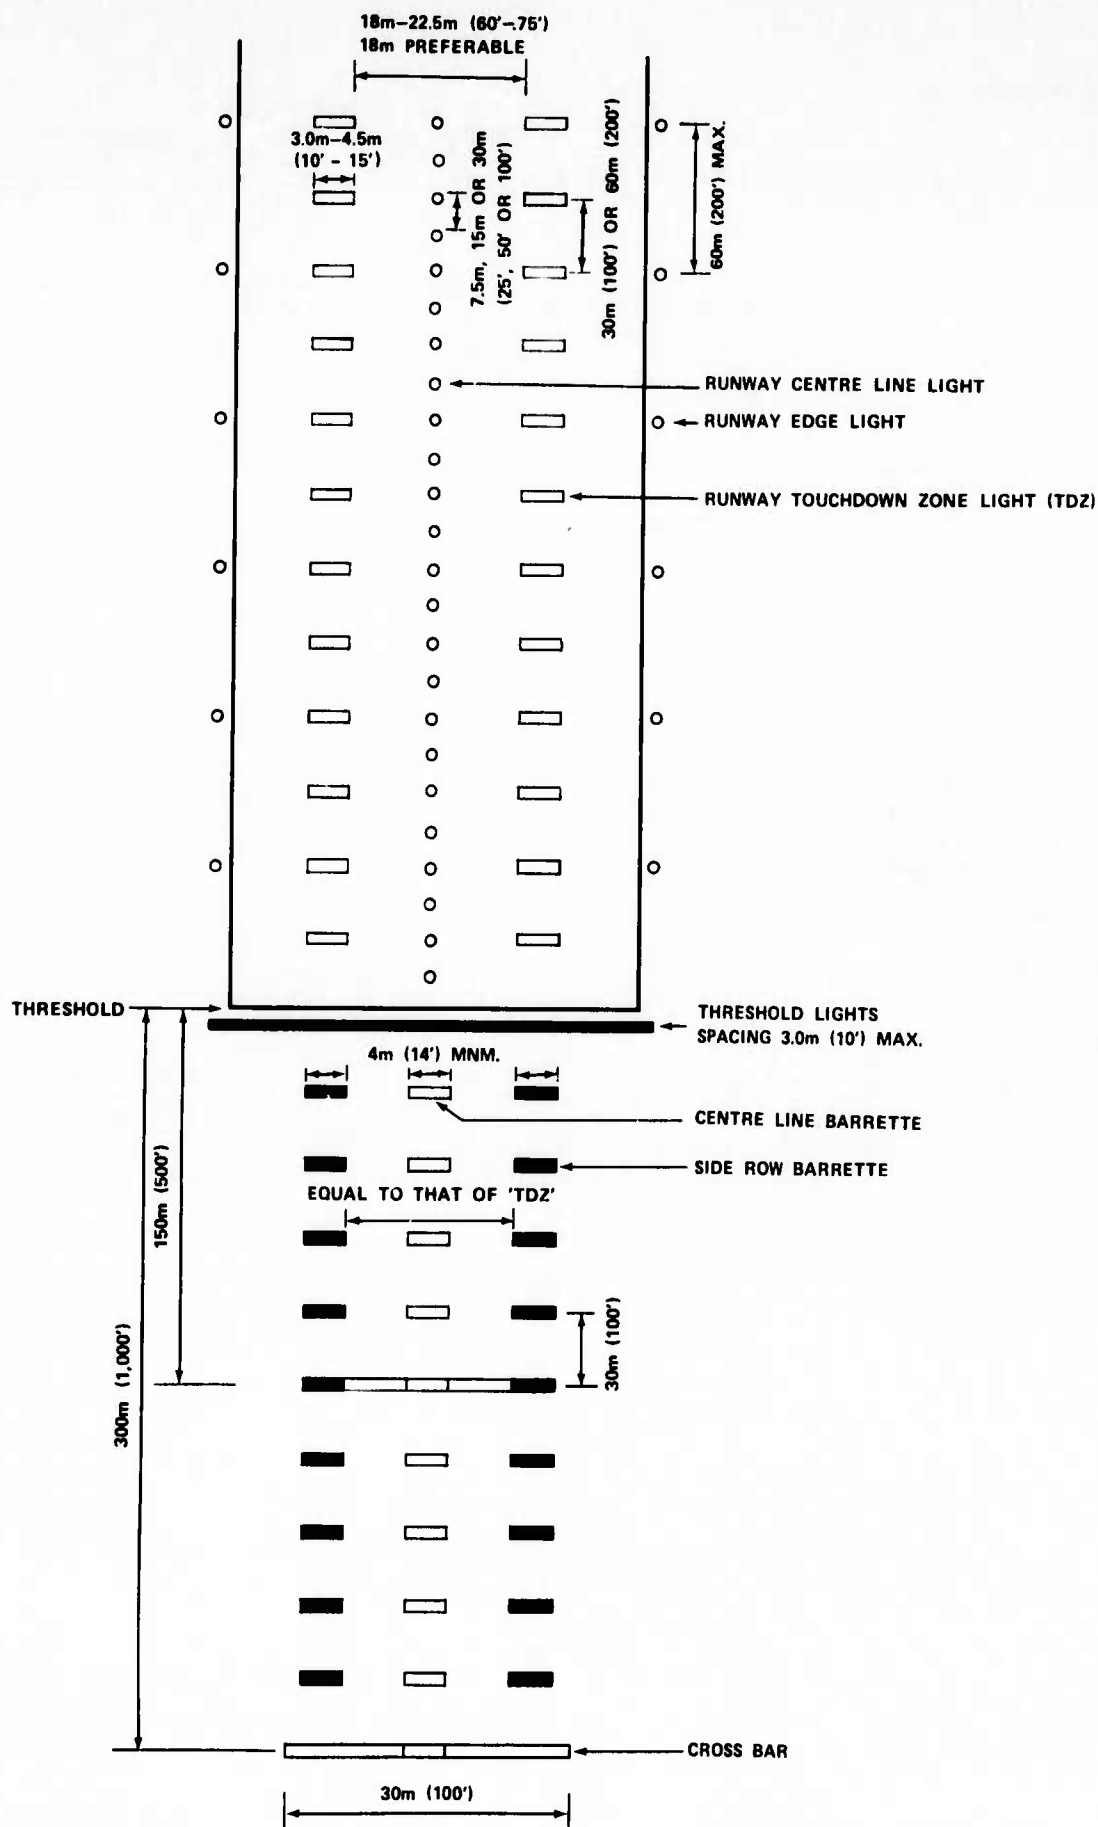 18m–22.5m (60'–.75')
18m PREFERABLE
3.0m–4.5m
(10' - 15')
7.5m, 15m OR 30m
(25', 50' OR 100')
30m (100') OR 60m (200')
60m (200') MAX.
RUNWAY CENTRE LINE LIGHT
RUNWAY EDGE LIGHT
RUNWAY TOUCHDOWN ZONE LIGHT (TDZ)
THRESHOLD
THRESHOLD LIGHTS
SPACING 3.0m (10') MAX.
4m (14') MNM.
CENTRE LINE BARRETTE
SIDE ROW BARRETTE
EQUAL TO THAT OF 'TDZ'
150m (500')
30m (100')
300m (1,000')
CROSS BAR
30m (100')